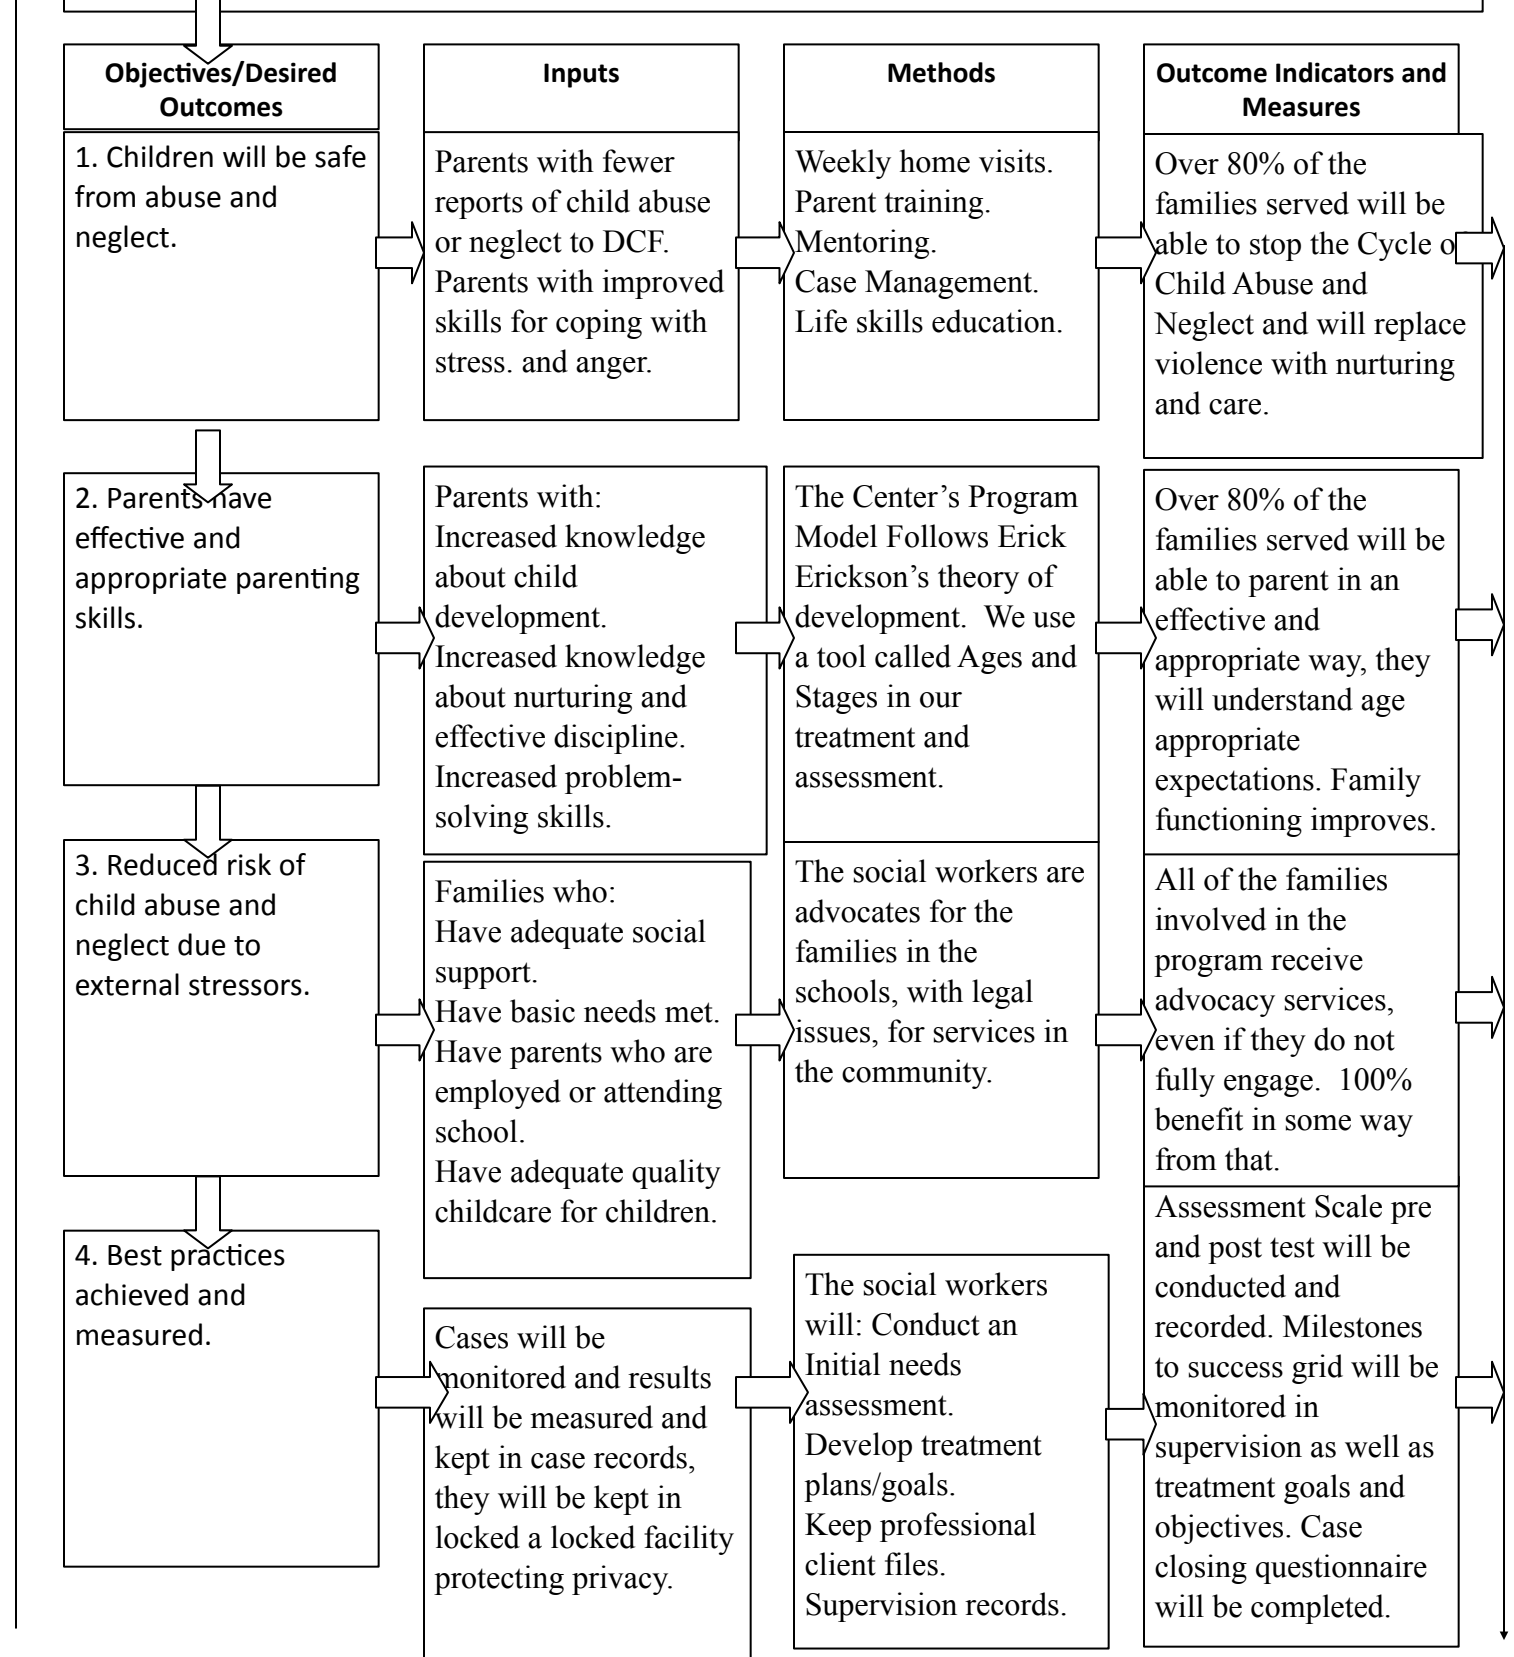 Objectives/Desired
Outcomes
Inputs
Methods
Outcome Indicators and
Measures
1. Children will be safe
from abuse and
neglect.
Parents with fewer
reports of child abuse
or neglect to DCF.
Parents with improved
skills for coping with
stress. and anger.
Weekly home visits.
Parent training.
Mentoring.
Case Management.
Life skills education.
Over 80% of the
families served will be
able to stop the Cycle of
Child Abuse and
Neglect and will replace
violence with nurturing
and care.
2. Parents have
effective and
appropriate parenting
skills.
Parents with:
Increased knowledge
about child
development.
Increased knowledge
about nurturing and
effective discipline.
Increased problem-
solving skills.
The Center’s Program
Model Follows Erick
Erickson’s theory of
development.  We use
a tool called Ages and
Stages in our
treatment and
assessment.
Over 80% of the
families served will be
able to parent in an
effective and
appropriate way, they
will understand age
appropriate
expectations. Family
functioning improves.
3. Reduced risk of
child abuse and
neglect due to
external stressors.
Families who:
Have adequate social
support.
Have basic needs met.
Have parents who are
employed or attending
school.
Have adequate quality
childcare for children.
The social workers are
advocates for the
families in the
schools, with legal
issues, for services in
the community.
All of the families
involved in the
program receive
advocacy services,
even if they do not
fully engage.  100%
benefit in some way
from that.
4. Best practices
achieved and
measured.
Cases will be
monitored and results
will be measured and
kept in case records,
they will be kept in
locked a locked facility
protecting privacy.
The social workers
will: Conduct an
Initial needs
assessment.
Develop treatment
plans/goals.
Keep professional
client files.
Supervision records.
Assessment Scale pre
and post test will be
conducted and
recorded. Milestones
to success grid will be
monitored in
supervision as well as
treatment goals and
objectives. Case
closing questionnaire
will be completed.